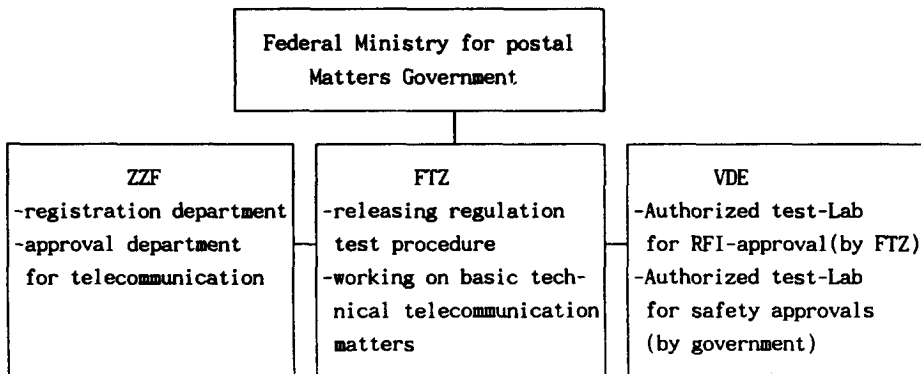 Federal Ministry for postal
Matters Government
ZZF
-registration department
-approval department
for telecommunication
FTZ
-releasing regulation
test procedure
-working on basic tech-
nical telecommunication
matters
VDE
-Authorized test-Lab
for RFI-approval(by FTZ)
-Authorized test-Lab
for safety approvals
(by government)